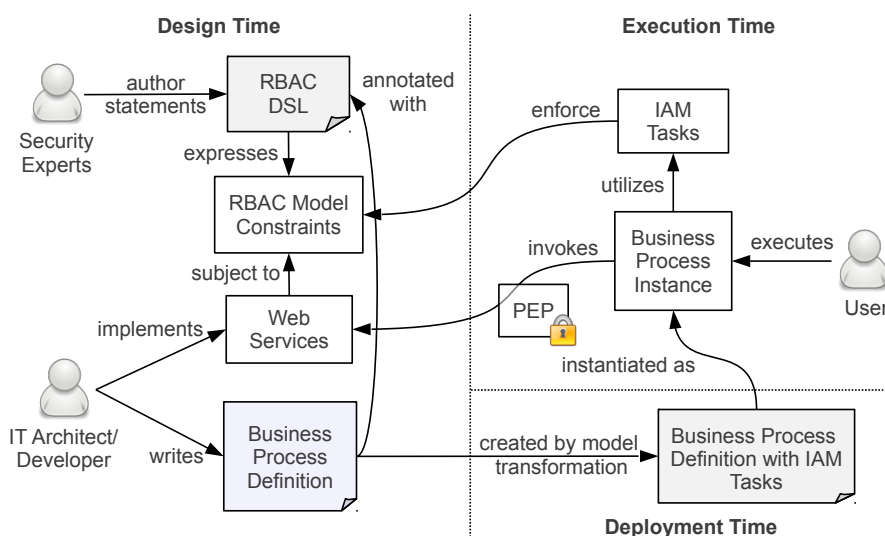 Design Time
Execution Time
author
statements
RBAC
DSL
annotated
with
Security
Experts
expresses
enforce
IAM
Tasks
utilizes
RBAC Model
Constraints
subject to
invokes
Business
Process
Instance
executes
User
PEP
implements
Web
Services
instantiated as
IT Architect/
Developer
writes
Business
Process
Definition
created by model
transformation
Business Process
Definition with IAM
Tasks
Deployment Time